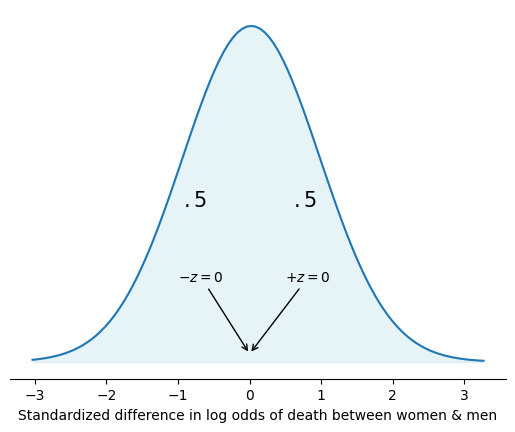 .5 .5
−z = 0 +z = 0
−3 −2 −1 0 1 2 3
Standardized difference in log odds of death between women & men